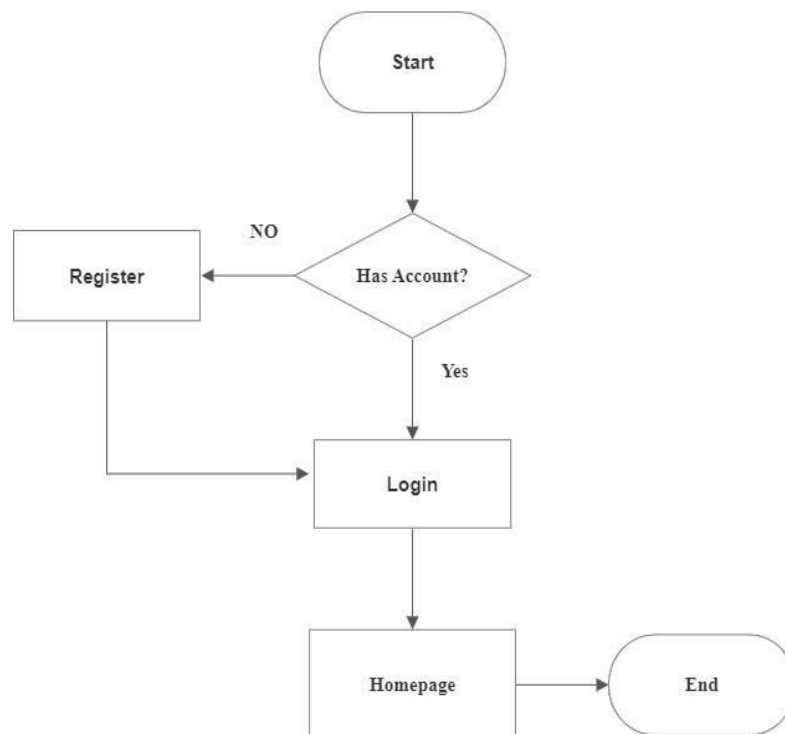 Start
NO
Register
Has Account?
Yes
Login
Homepage
End